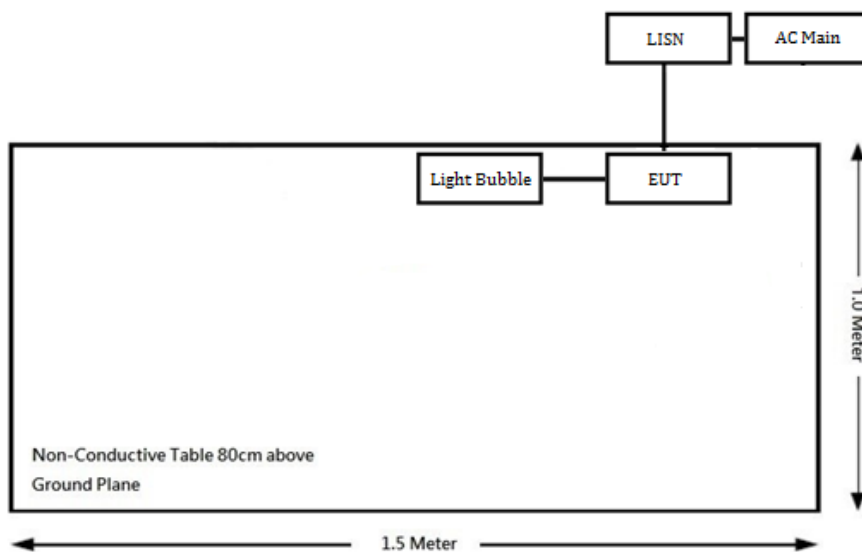 LISN
AC Main
Light Bubble
EUT
1.0 Meter
Non-Conductive Table 80cm above
Ground Plane
1.5 Meter